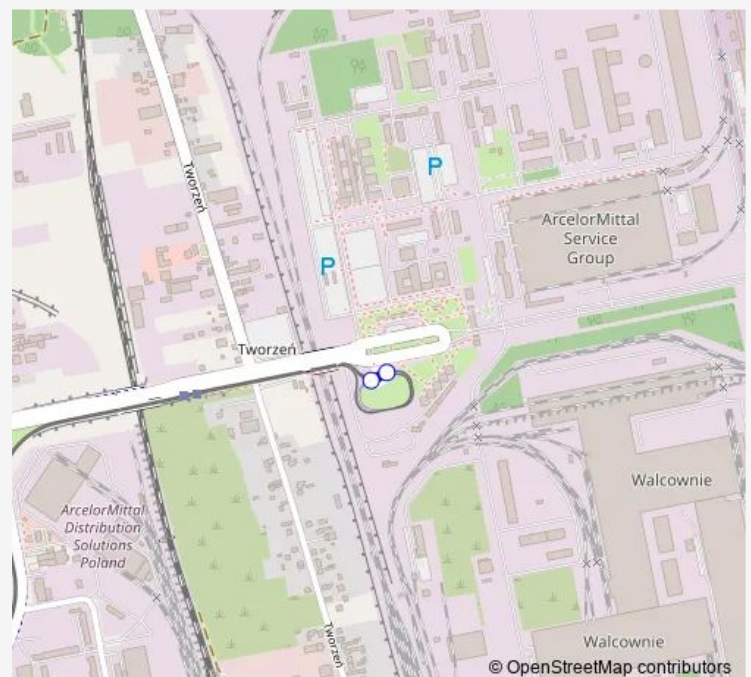 Tworzeń
P
ArcelorMittal
Service
Group
P
Tworzeń
Walcownie
ArcelorMittal
Distribution
Solutions
Poland
Walcownie
Tworzeń
© OpenStreetMap contributors